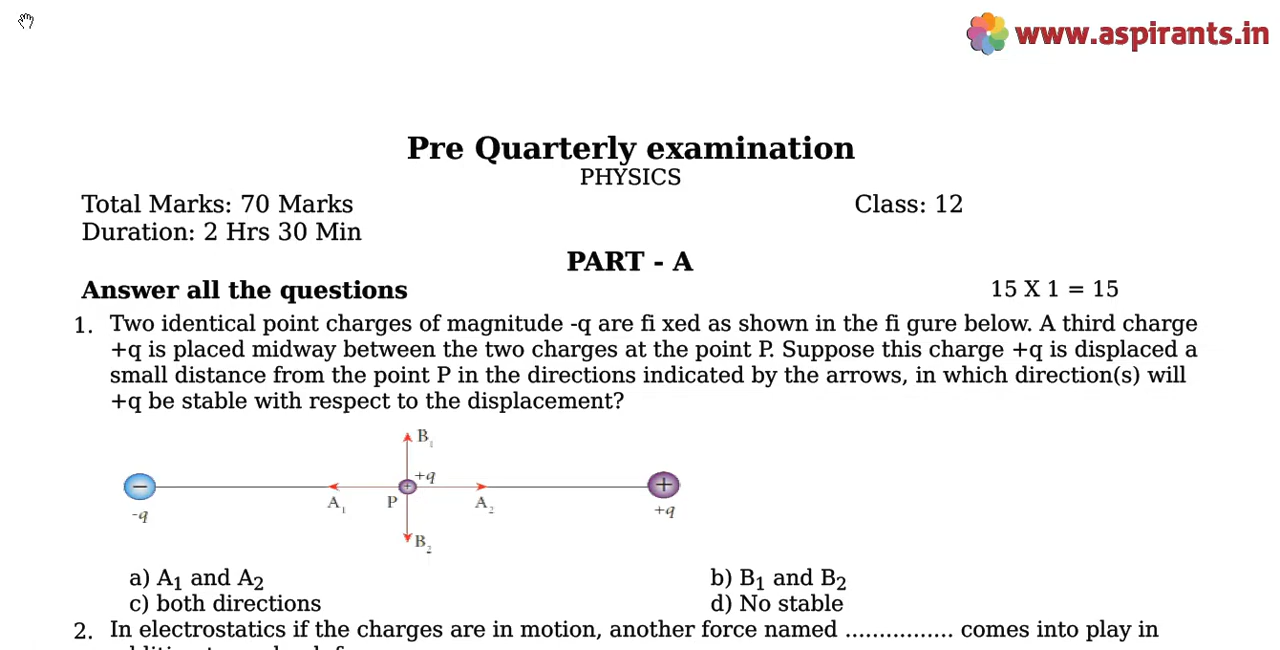 www.aspirants.in
Pre Quarterly examination
PHYSICS
Total Marks: 70 Marks Class: 12
Duration: 2 Hrs 30 Min
PART - A
Answer all the questions 15 X 1 = 15
1. Two identical point charges of magnitude -q are fi xed as shown in the fi gure below. A third charge
+q is placed midway between the two charges at the point P. Suppose this charge +q is displaced a
small distance from the point P in the directions indicated by the arrows, in which direction(s) will
+q be stable with respect to the displacement?
B₁
+q
− +
A₁ P A₂
-q +q
B₂
a) A₁ and A₂ b) B₁ and B₂
c) both directions d) No stable
2. In electrostatics if the charges are in motion, another force named ................ comes into play in